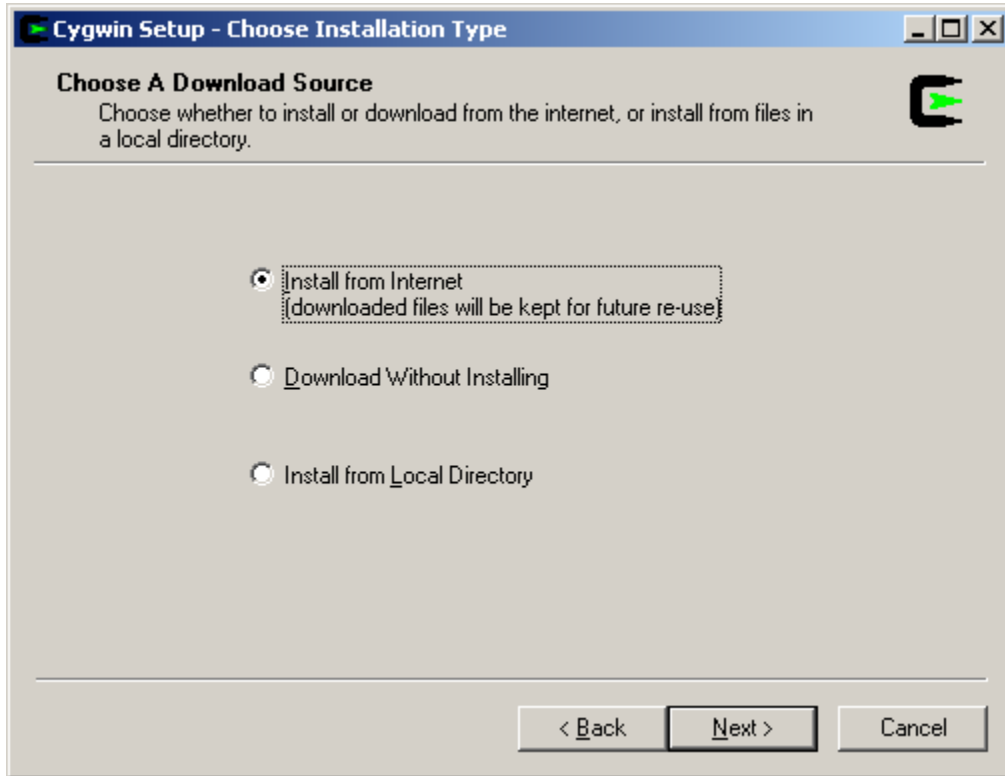 Cygwin Setup - Choose Installation Type
Choose A Download Source
Choose whether to install or download from the internet, or install from files in
a local directory.
Install from Internet
(downloaded files will be kept for future re-use)
Download Without Installing
Install from Local Directory
< Back
Next >
Cancel